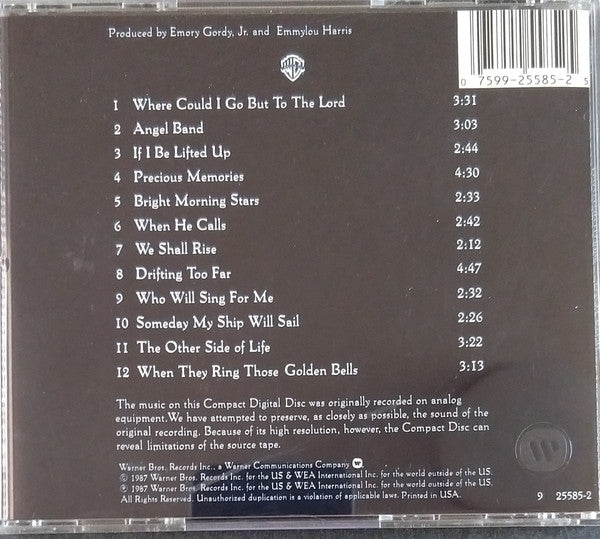 Produced by Emory Gordy, Jr. and Emmylou Harris
0 7599-25585-2 5
1 Where Could I Go But To The Lord 3:31
2 Angel Band 3:03
3 If I Be Lifted Up 2:44
4 Precious Memories 4:30
5 Bright Morning Stars 2:33
6 When He Calls 2:42
7 We Shall Rise 2:12
8 Drifting Too Far 4:47
9 Who Will Sing For Me 2:32
10 Someday My Ship Will Sail 2:26
11 The Other Side of Life 3:22
12 When They Ring Those Golden Bells 3:13
The music on this Compact Digital Disc was originally recorded on analog
equipment.We have attempted to preserve, as closely as possible, the sound of the
original recording. Because of its high resolution, however, the Compact Disc can
reveal limitations of the source tape.
Warner Bros. Records Inc., a Warner Communications Company
© 1987 Warner Bros. Records Inc. for the US & WEA International Inc. for the world outside of the US.
℗ 1987 Warner Bros. Records Inc. for the US & WEA International Inc. for the world outside of the US.
All Rights Reserved. Unauthorized duplication is a violation of applicable laws. Printed in USA.
9 25585-2